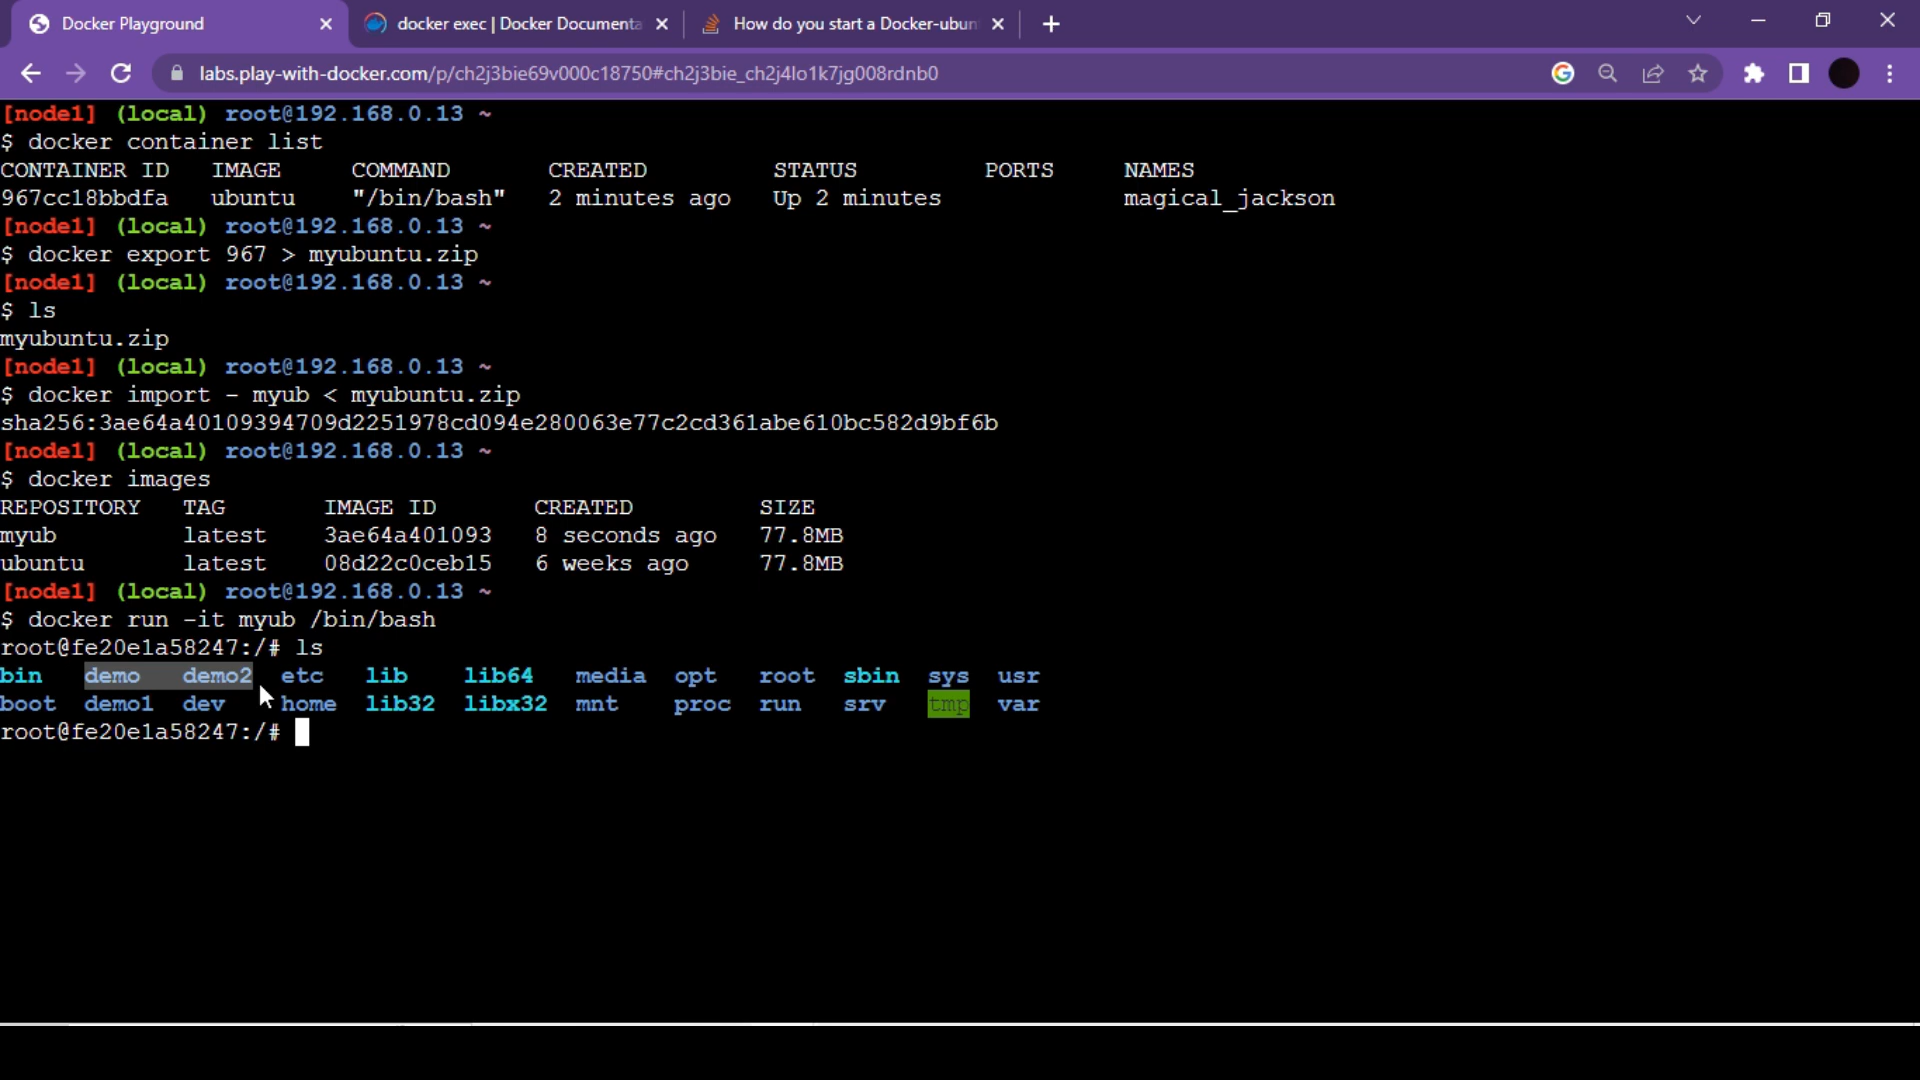 Docker Playground
docker exec | Docker Documenta
How do you start a Docker-ubun
labs.play-with-docker.com/p/ch2j3bie69v000c18750#ch2j3bie_ch2j4lo1k7jg008rdnb0
[node1] (local) root@192.168.0.13 ~
$ docker container list
CONTAINER ID IMAGE COMMAND CREATED STATUS PORTS NAMES
967cc18bbdfa ubuntu "/bin/bash" 2 minutes ago Up 2 minutes magical_jackson
[node1] (local) root@192.168.0.13 ~
$ docker export 967 > myubuntu.zip
[node1] (local) root@192.168.0.13 ~
$ ls
myubuntu.zip
[node1] (local) root@192.168.0.13 ~
$ docker import - myub < myubuntu.zip
sha256:3ae64a40109394709d2251978cd094e280063e77c2cd361abe610bc582d9bf6b
[node1] (local) root@192.168.0.13 ~
$ docker images
REPOSITORY TAG IMAGE ID CREATED SIZE
myub latest 3ae64a401093 8 seconds ago 77.8MB
ubuntu latest 08d22c0ceb15 6 weeks ago 77.8MB
[node1] (local) root@192.168.0.13 ~
$ docker run -it myub /bin/bash
root@fe20e1a58247:/# ls
bin demo demo2 etc lib lib64 media opt root sbin sys usr
boot demo1 dev home lib32 libx32 mnt proc run srv tmp var
root@fe20e1a58247:/#